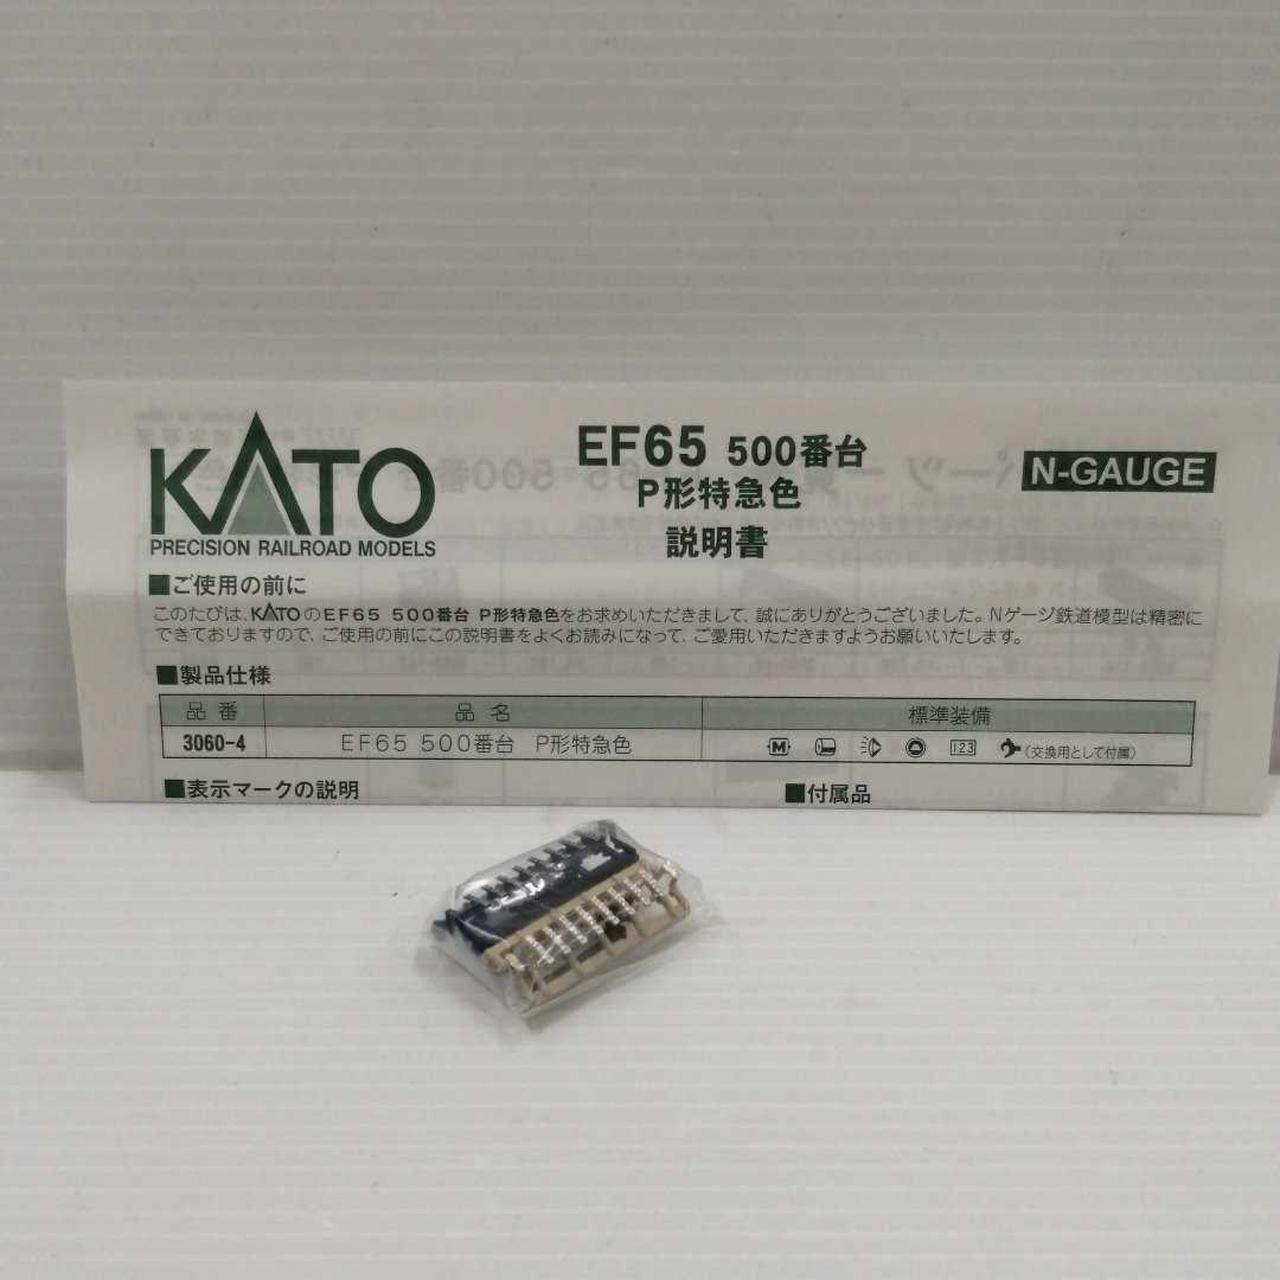 KATO
PRECISION RAILROAD MODELS
EF65 500番台
P形特急色
説明書
N-GAUGE
■ご使用の前に
このたびは、KATOのEF65 500番台 P形特急色をお求めいただきまして、誠にありがとうございました。Nゲージ鉄道模型は精密に
できておりますので、ご使用の前にこの説明書をよくお読みになって、ご愛用いただきますようお願いいたします。
■製品仕様
品番 品名 標準装備
3060-4 EF65 500番台 P形特急色 M 123 (交換用として付属)
■表示マークの説明
■付属品